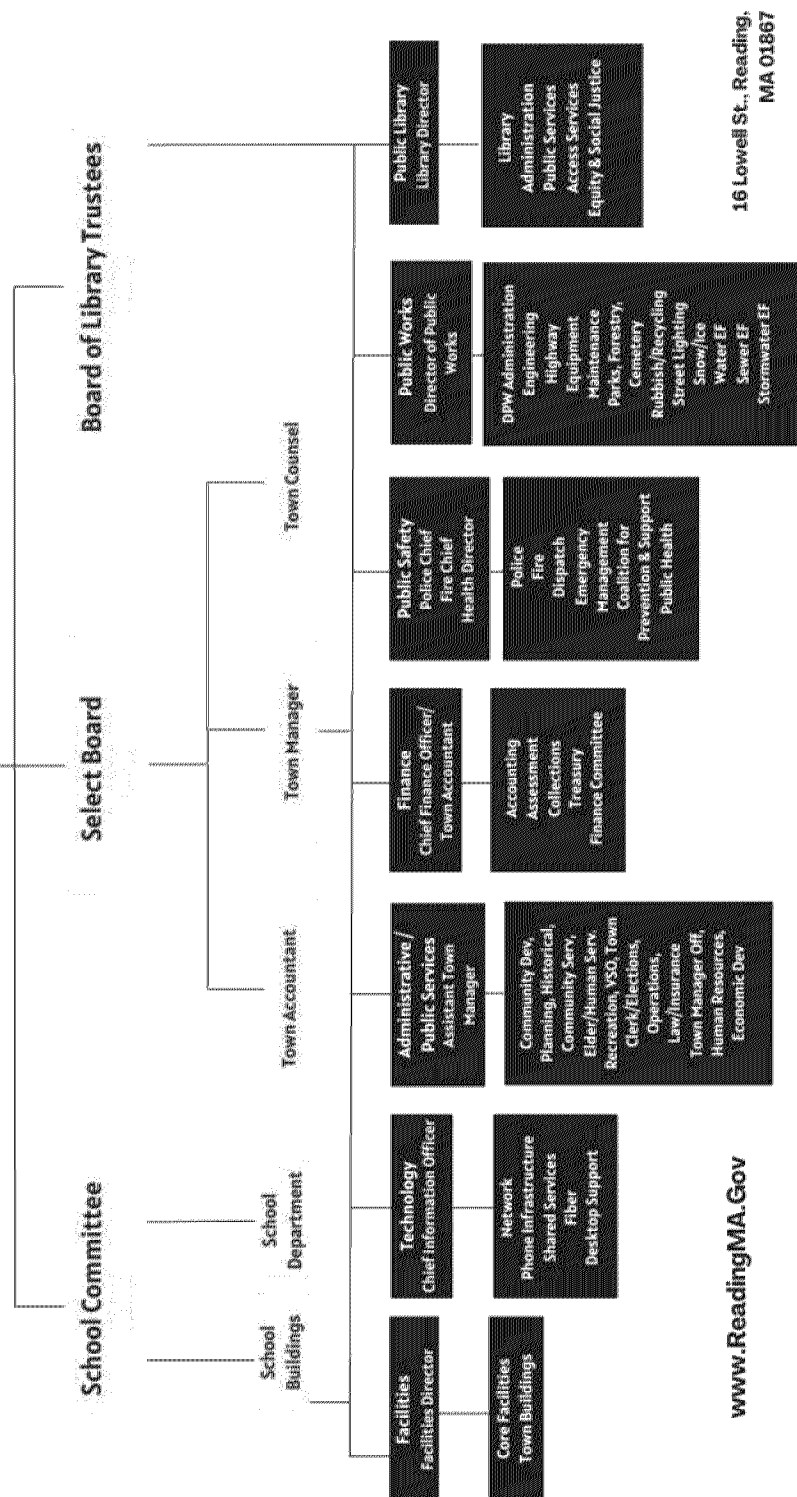 School Committee
Select Board
Board of Library Trustees
School
Buildings
School
Department
Town Accountant
Town Manager
Town Counsel
Facilities
Facilities Director
Core Facilities
Town Buildings
Technology
Chief Information Officer
Network
Phone Infrastructure
Shared Services
Fiber
Desktop Support
Administrative /
Public Services
Assistant Town
Manager
Community Dev,
Planning, Historical,
Community Serv,
Elder/Human Serv.
Recreation, VSO, Town
Clerk/Elections,
Operations,
Law/Insurance
Town Manager Off,
Human Resources,
Economic Dev
Finance
Chief Finance Officer/
Town Accountant
Accounting
Assessment
Collections
Treasury
Finance Committee
Public Safety
Police Chief
Fire Chief
Health Director
Police
Fire
Dispatch
Emergency
Management
Coalition for
Prevention & Support
Public Health
Public Works
Director of Public
Works
DPW Administration
Engineering
Highway
Equipment
Maintenance
Parks, Forestry,
Cemetery
Rubbish/Recycling
Street Lighting
Snow/Ice
Water EF
Sewer EF
Stormwater EF
Public Library
Library Director
Library
Administration
Public Services
Access Services
Equity & Social Justice
www.ReadingMA.Gov
16 Lowell St., Reading,
MA 01867